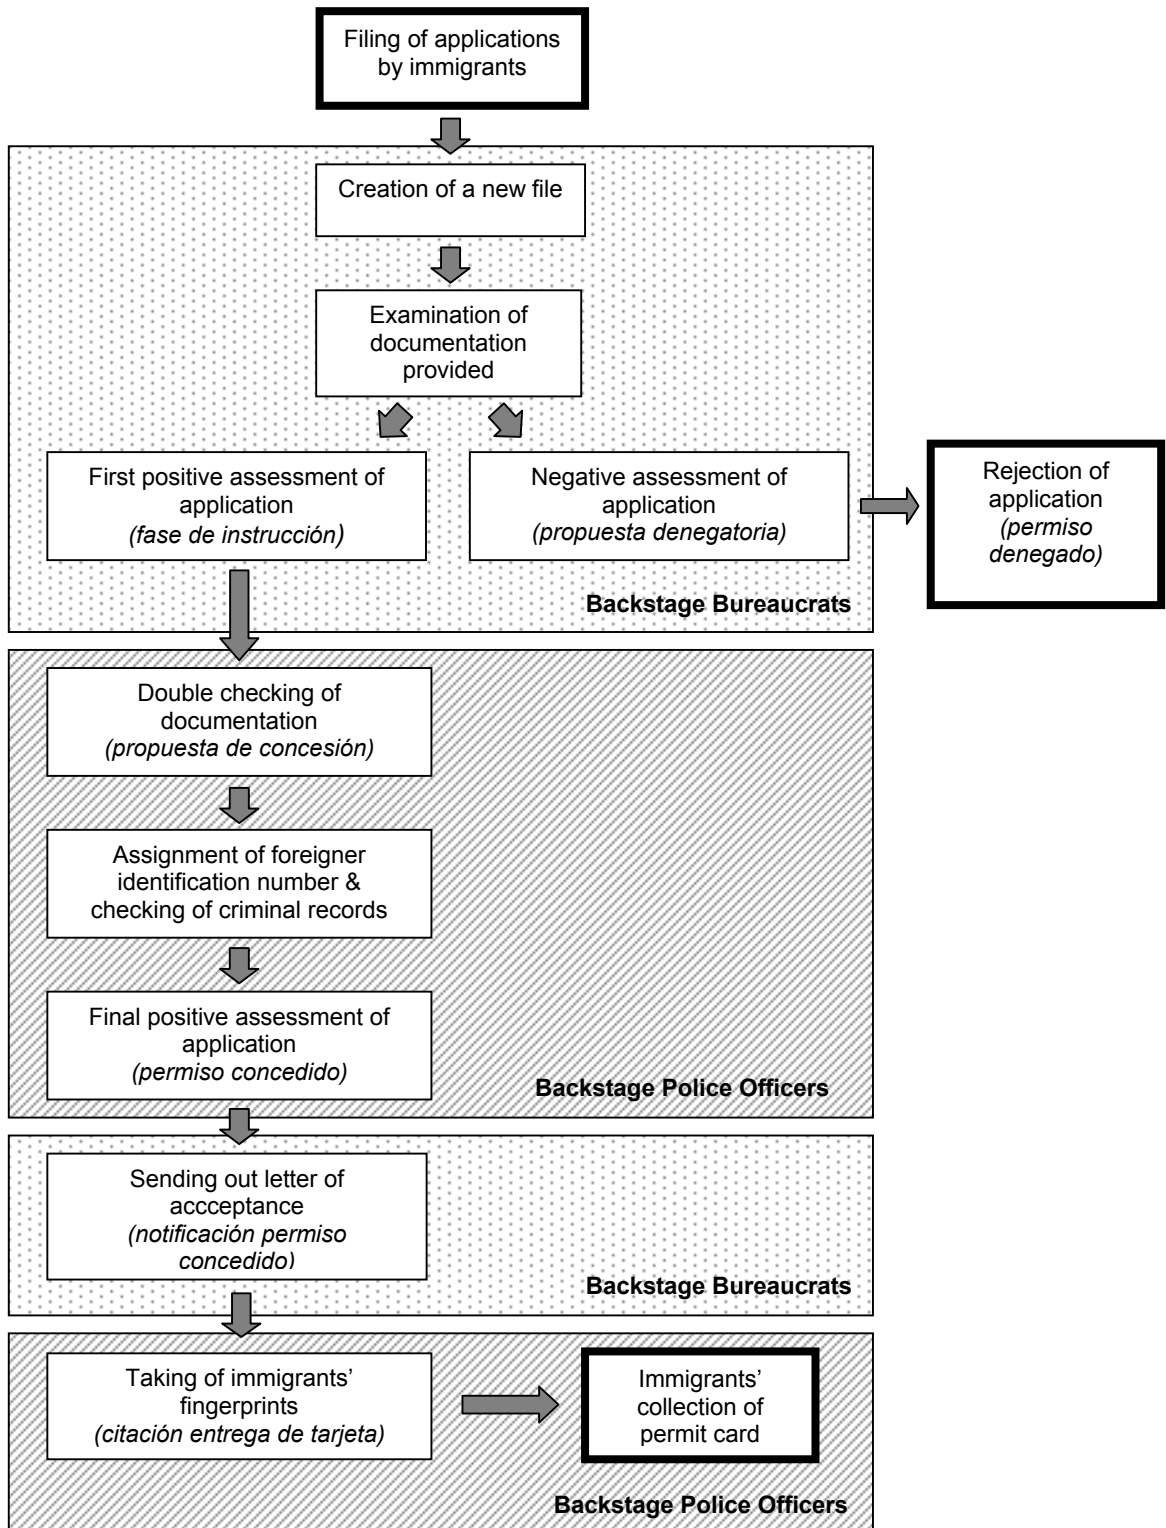 Filing of applications
by immigrants
Creation of a new file
Examination of
documentation
provided
First positive assessment of
application
(fase de instrucción)
Negative assessment of
application
(propuesta denegatoria)
Rejection of
application
(permiso
denegado)
Backstage Bureaucrats
Double checking of
documentation
(propuesta de concesión)
Assignment of foreigner
identification number &
checking of criminal records
Final positive assessment of
application
(permiso concedido)
Backstage Police Officers
Sending out letter of
accceptance
(notificación permiso
concedido)
Backstage Bureaucrats
Taking of immigrants’
fingerprints
(citación entrega de tarjeta)
Immigrants’
collection of
permit card
Backstage Police Officers